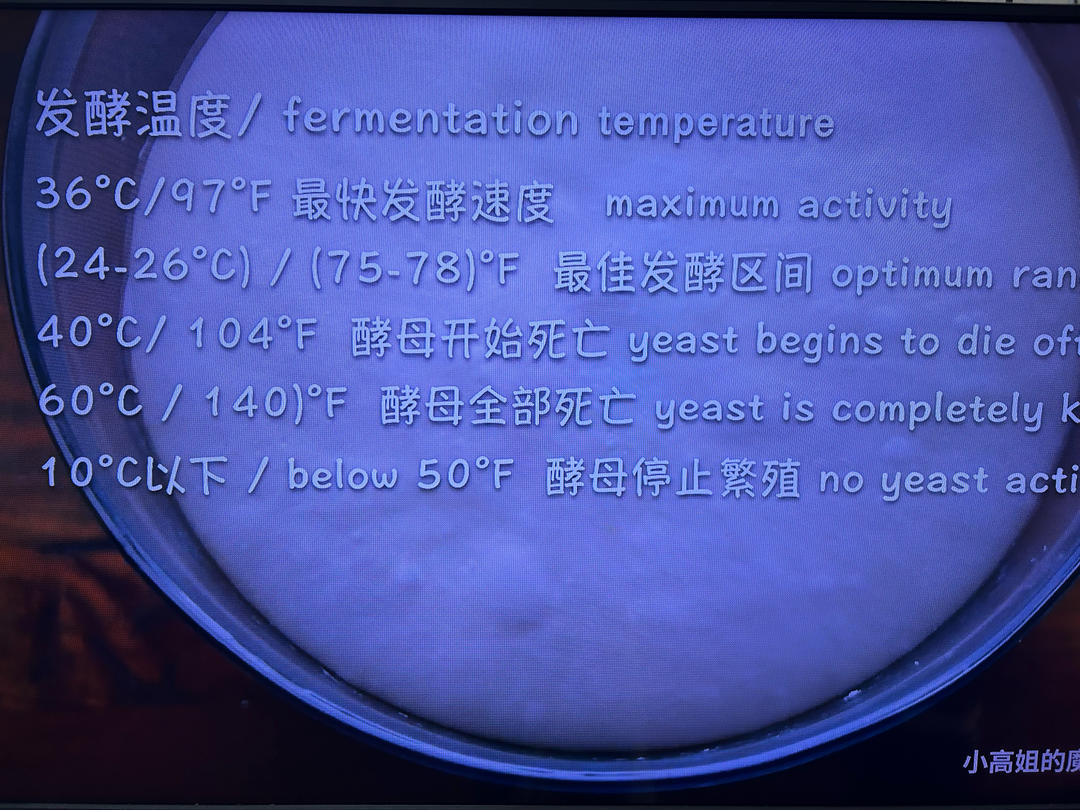 发酵温度/ fermentation temperature
36°C/97°F 最快发酵速度 maximum activity
(24-26°C) / (75-78)°F 最佳发酵区间 optimum
40°C/ 104°F 酵母开始死亡 yeast begins to die
60°C / 140)°F 酵母全部死亡 yeast is completely
10°C以下 / below 50°F 酵母停止繁殖 no yeast
小高姐的